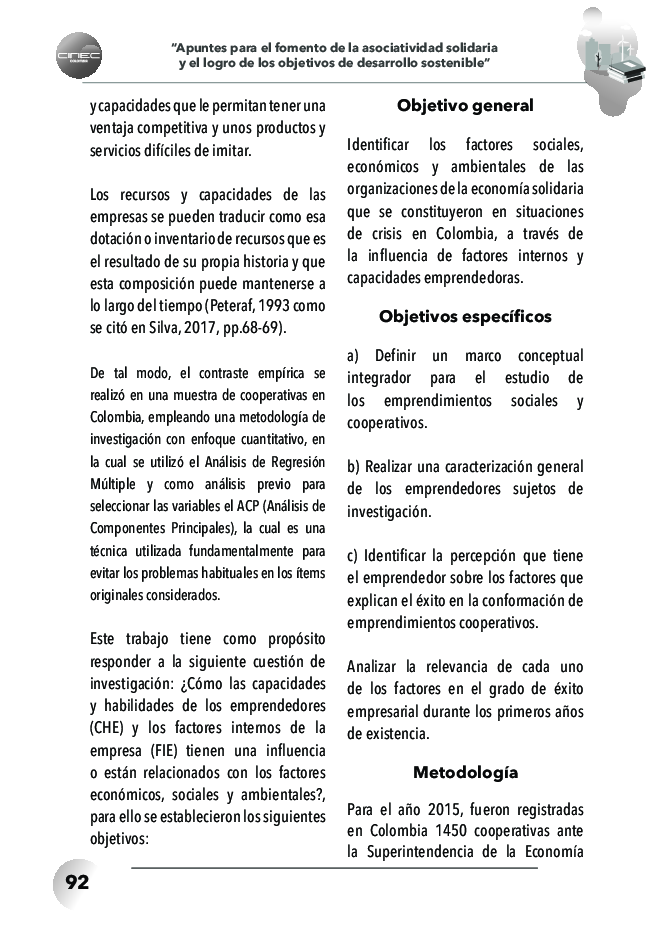 CINEC
COLOMBIA
“Apuntes para el fomento de la asociatividad solidaria
y el logro de los objetivos de desarrollo sostenible”
y capacidades que le permitan tener una
ventaja competitiva y unos productos y
servicios difíciles de imitar.
Los recursos y capacidades de las
empresas se pueden traducir como esa
dotación o inventario de recursos que es
el resultado de su propia historia y que
esta composición puede mantenerse a
lo largo del tiempo (Peteraf, 1993 como
se citó en Silva, 2017, pp.68-69).
De tal modo, el contraste empírica se
realizó en una muestra de cooperativas en
Colombia, empleando una metodología de
investigación con enfoque cuantitativo, en
la cual se utilizó el Análisis de Regresión
Múltiple y como análisis previo para
seleccionar las variables el ACP (Análisis de
Componentes Principales), la cual es una
técnica utilizada fundamentalmente para
evitar los problemas habituales en los ítems
originales considerados.
Este trabajo tiene como propósito
responder a la siguiente cuestión de
investigación: ¿Cómo las capacidades
y habilidades de los emprendedores
(CHE) y los factores internos de la
empresa (FIE) tienen una influencia
o están relacionados con los factores
económicos, sociales y ambientales?,
para ello se establecieron los siguientes
objetivos:
Objetivo general
Identificar los factores sociales,
económicos y ambientales de las
organizaciones de la economía solidaria
que se constituyeron en situaciones
de crisis en Colombia, a través de
la influencia de factores internos y
capacidades emprendedoras.
Objetivos específicos
a) Definir un marco conceptual
integrador para el estudio de
los emprendimientos sociales y
cooperativos.
b) Realizar una caracterización general
de los emprendedores sujetos de
investigación.
c) Identificar la percepción que tiene
el emprendedor sobre los factores que
explican el éxito en la conformación de
emprendimientos cooperativos.
Analizar la relevancia de cada uno
de los factores en el grado de éxito
empresarial durante los primeros años
de existencia.
Metodología
Para el año 2015, fueron registradas
en Colombia 1450 cooperativas ante
la Superintendencia de la Economía
92